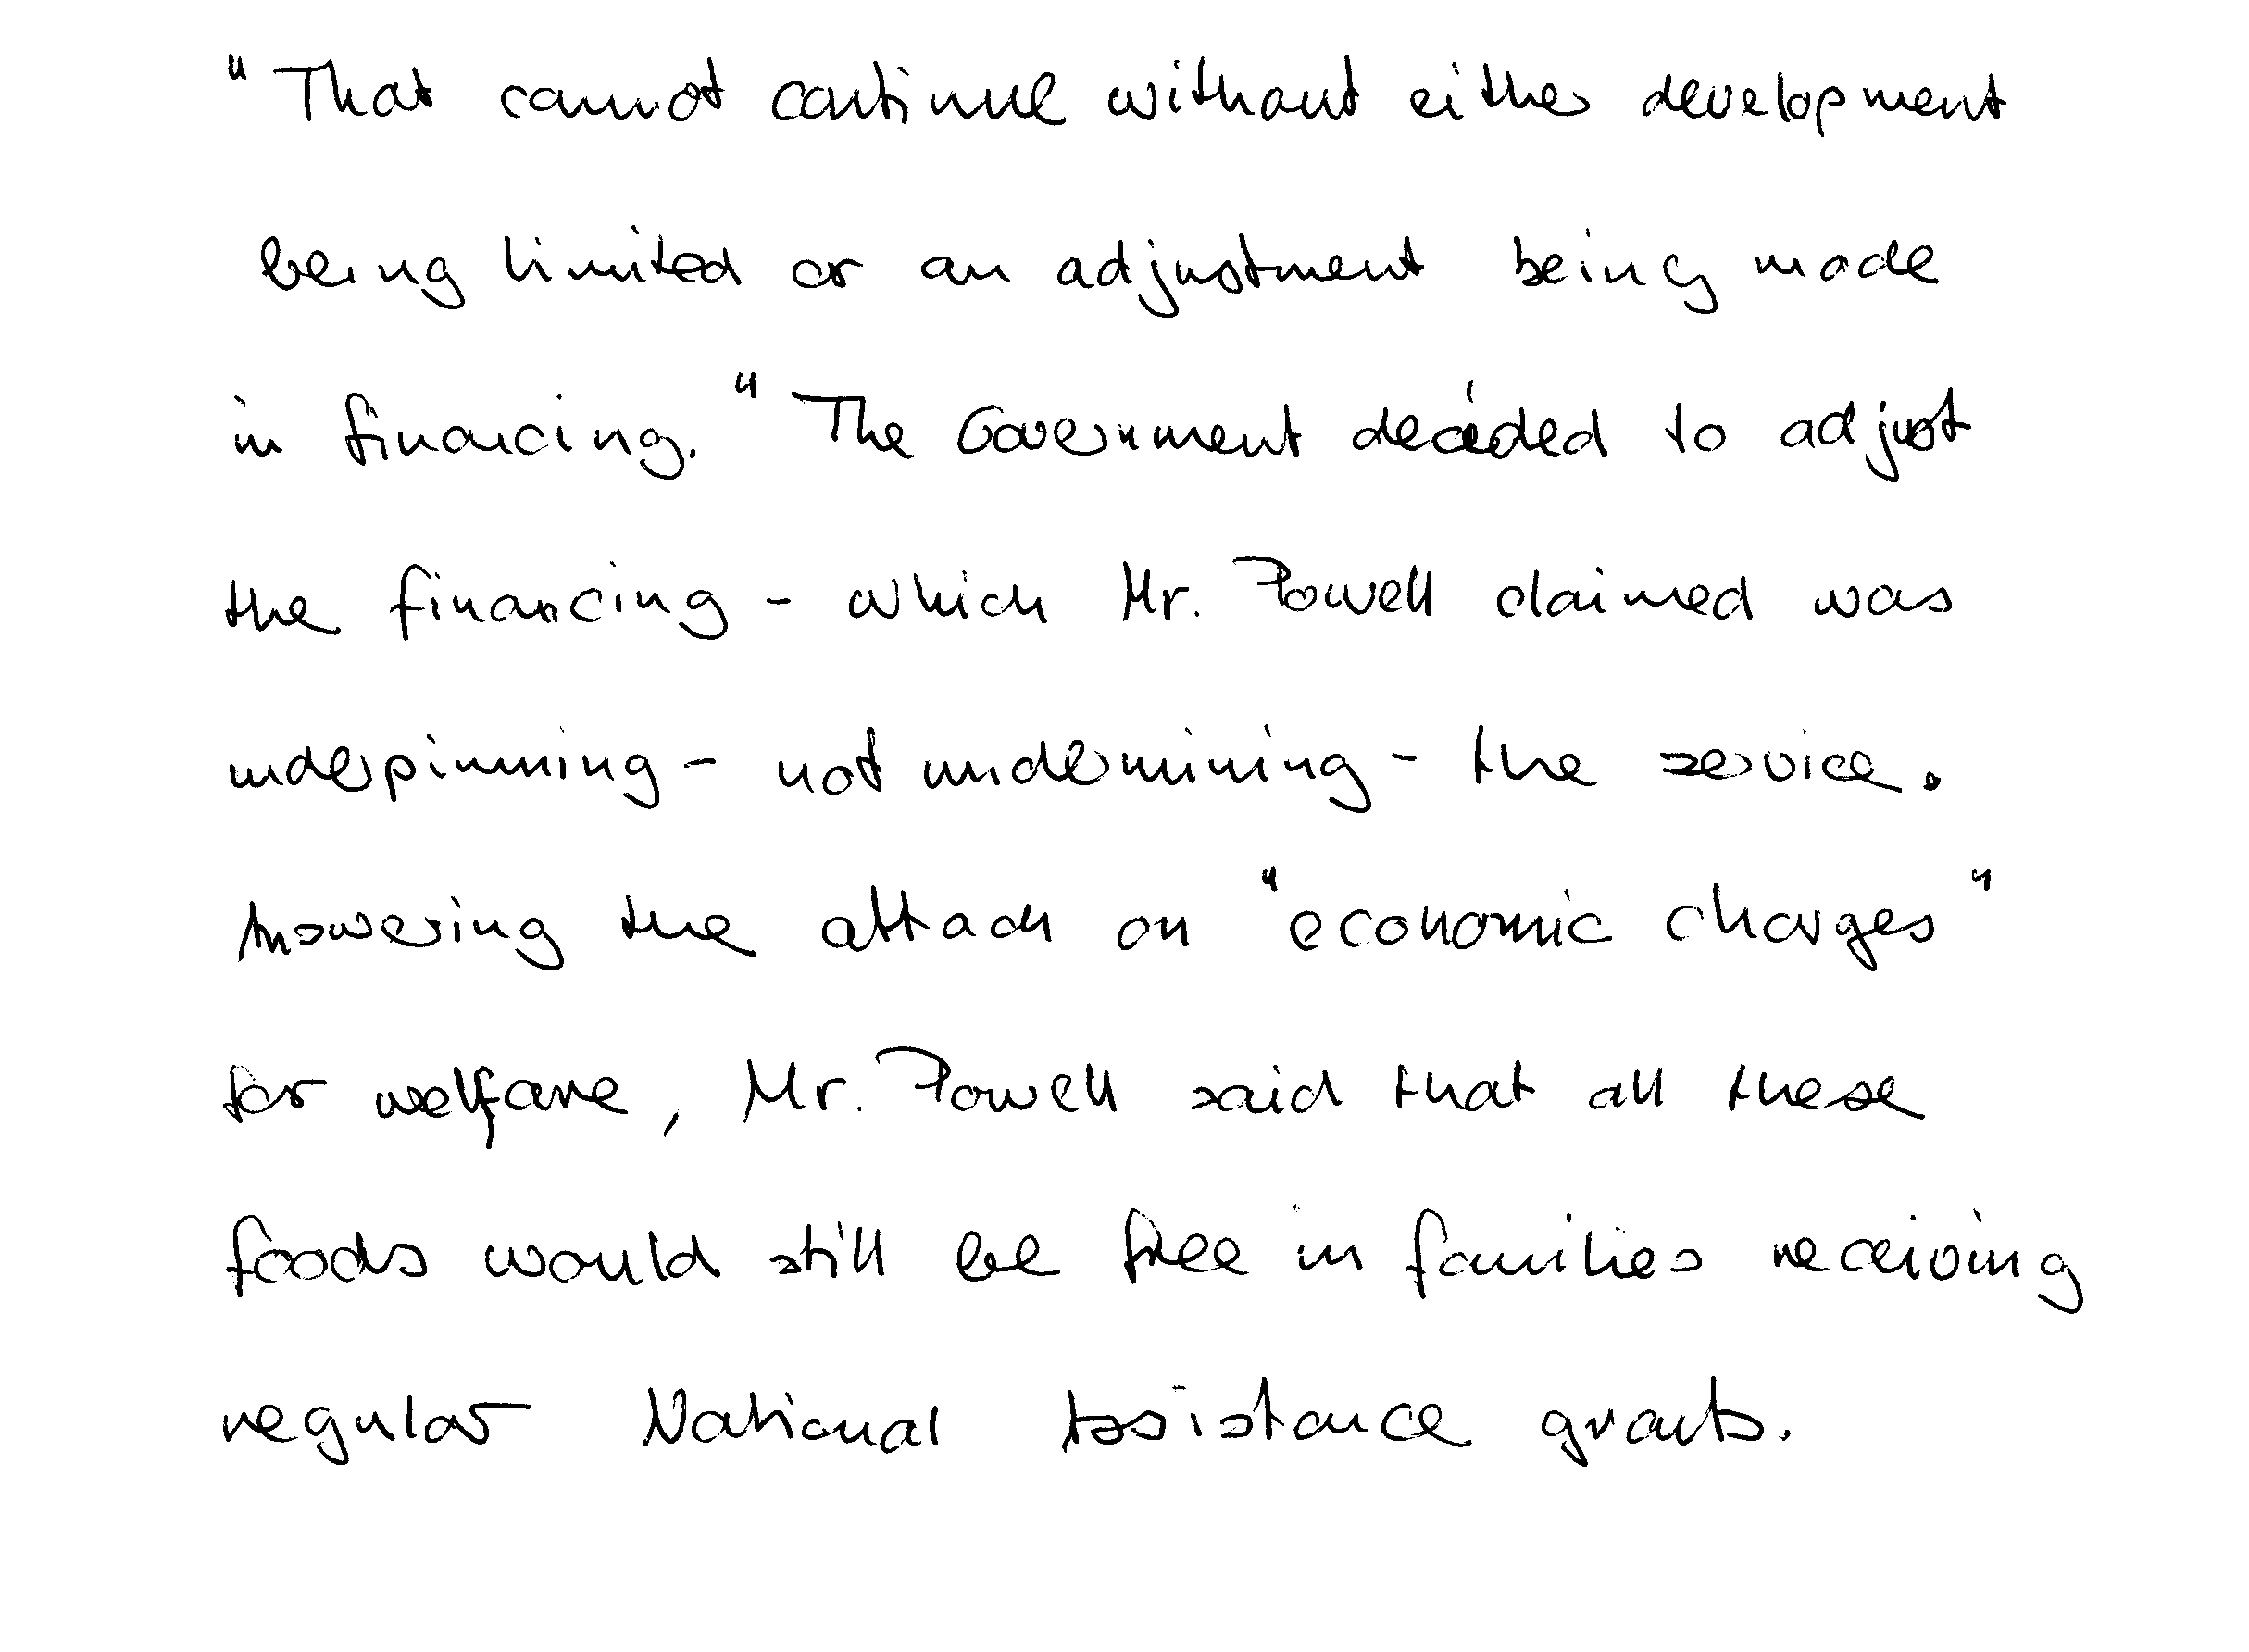 "That cannot continue without either development
being limited or an adjustment being made
in financing." The Government decided to adjust
the financing - which Mr. Powell claimed was
underpinning - not undermining - the service.
Answering the attack on "economic charges"
for welfare, Mr. Powell said that all these
foods would still be free in families receiving
regular National Assistance grants.